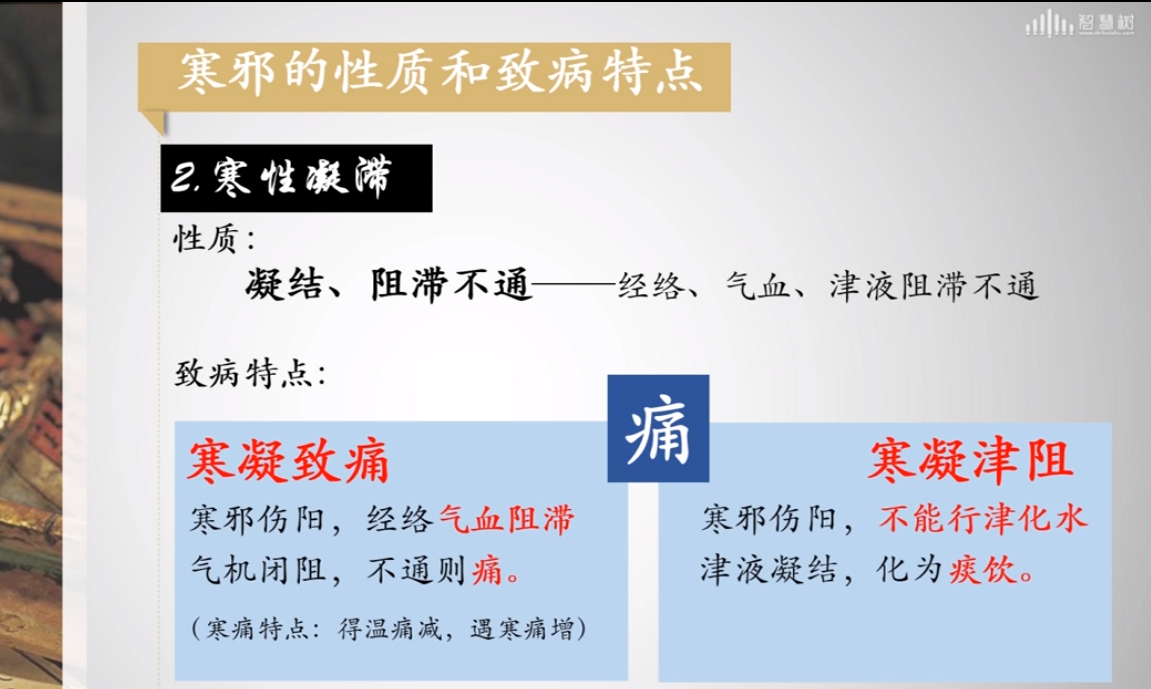 智慧树
www.zhihuishu.com
寒邪的性质和致病特点
2.寒性凝滞
性质：
凝结、阻滞不通——经络、气血、津液阻滞不通
致病特点：
痛
寒凝致痛
寒邪伤阳，经络气血阻滞
气机闭阻，不通则痛。
（寒痛特点：得温痛减，遇寒痛增）
寒凝津阻
寒邪伤阳，不能行津化水
津液凝结，化为痰饮。